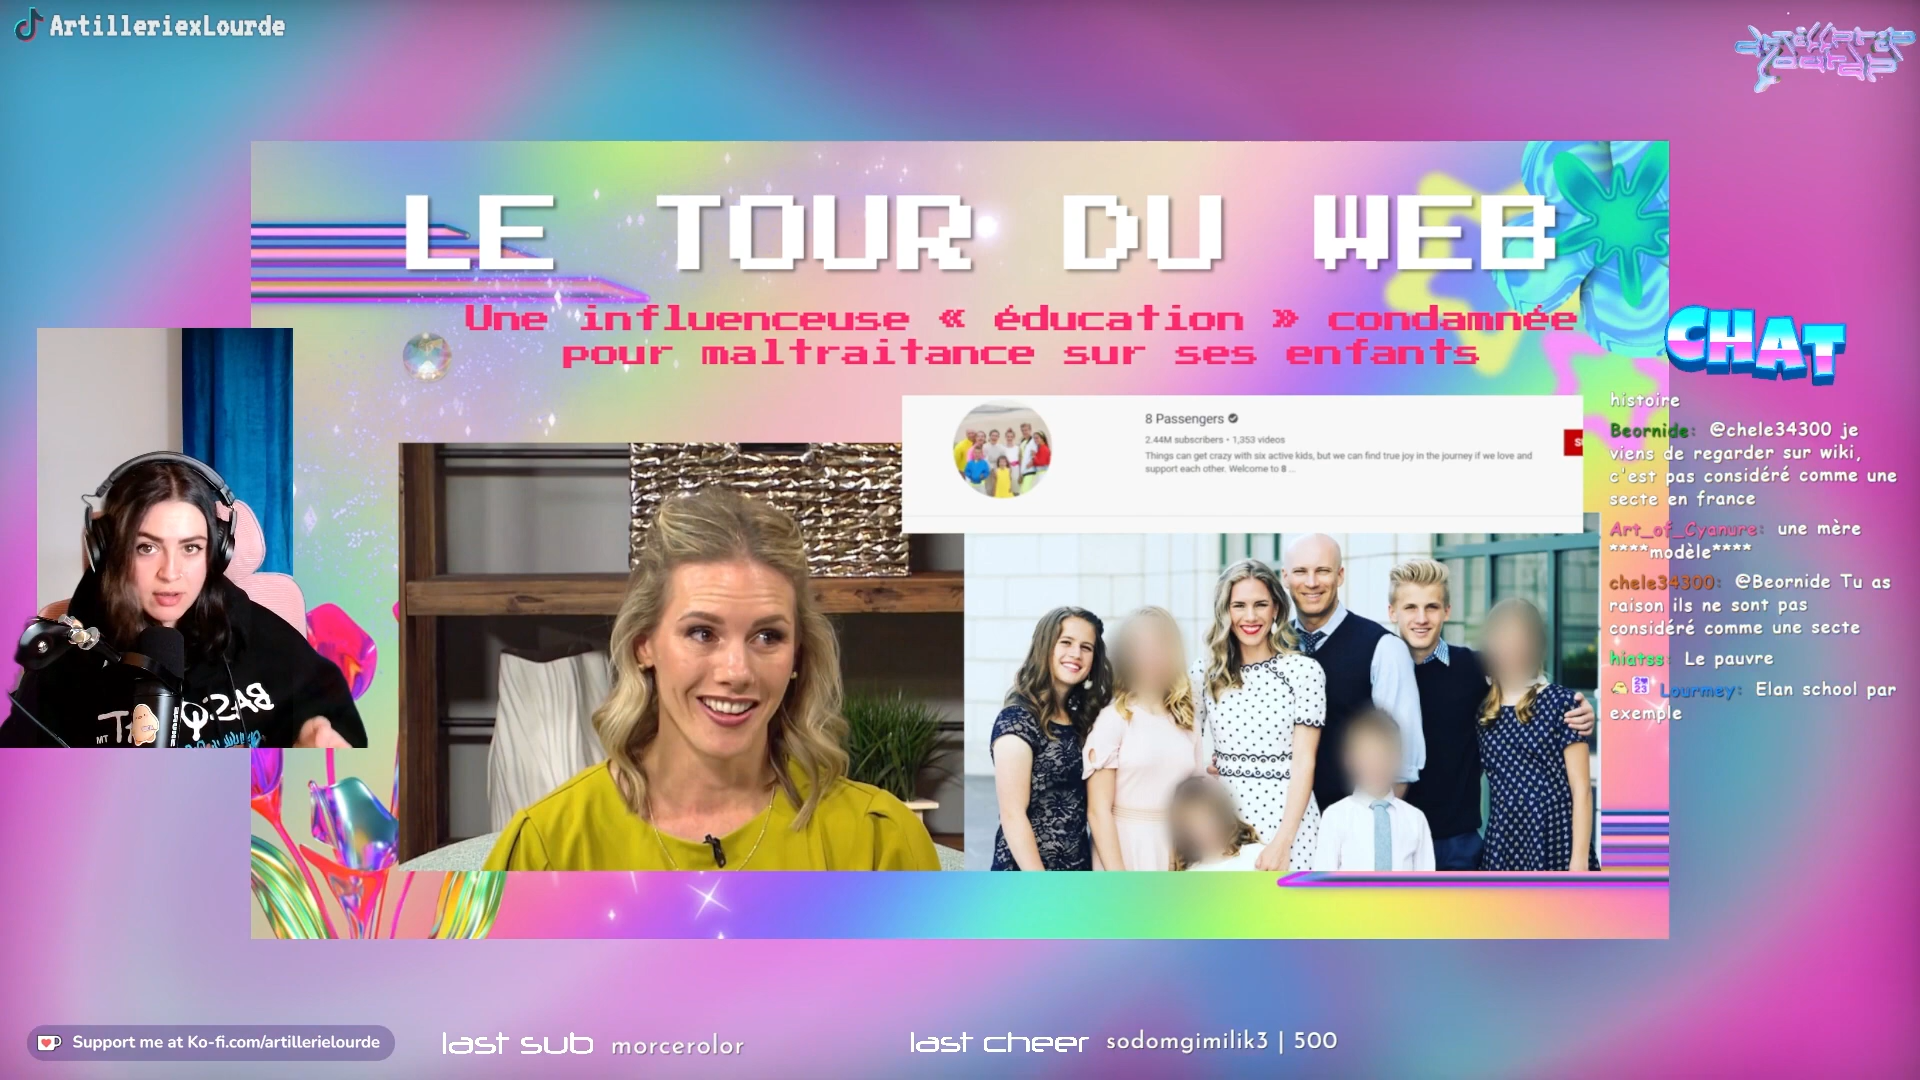 ArtilleriexLourde
LE TOUR DU WEB
Une influenceuse « éducation » condamnée
pour maltraitance sur ses enfants
8 Passengers
2.44M subscribers • 1,353 videos
Things can get crazy with six active kids, but we can find true joy in the journey if we love and
support each other. Welcome to 8 ...
CHAT
histoire
Beornide: @chele34300 je
viens de regarder sur wiki,
c'est pas considéré comme une
secte en france
Art_of_Cyanure: une mère
****modèle****
chele34300: @Beornide Tu as
raison ils ne sont pas
considéré comme une secte
hiatss: Le pauvre
Lourmey: Elan school par
exemple
Support me at Ko-fi.com/artillerielourde
last sub morcerolor
last cheer sodomgimilik3 | 500